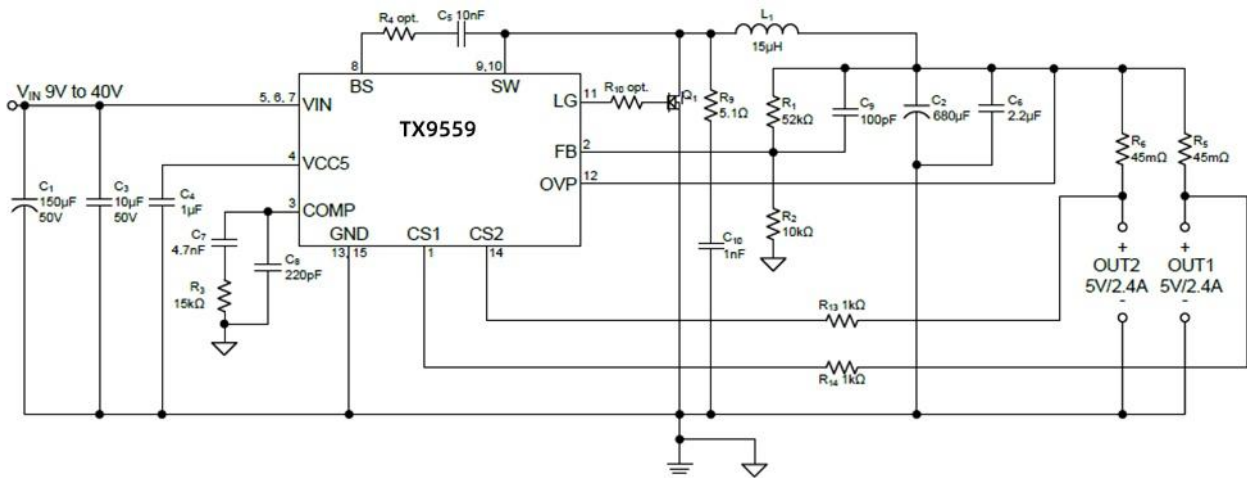 R4 opt.
C5 10nF
L1
15µH
8
BS
9, 10
SW
VIN 9V to 40V
5, 6, 7
VIN
LG
11
R10 opt.
Q1
R9
5.1Ω
R1
52kΩ
C9
100pF
C2
680µF
C6
2.2µF
TX9559
R6
45mΩ
R5
45mΩ
4
VCC5
FB
2
OVP
12
C1
150µF
50V
C3
10µF
50V
C4
1µF
3
COMP
C7
4.7nF
C8
220pF
R3
15kΩ
GND
13, 15
CS1
1
CS2
14
C10
1nF
R2
10kΩ
+
OUT2
5V/2.4A
-
+
OUT1
5V/2.4A
-
R13 1kΩ
R14 1kΩ